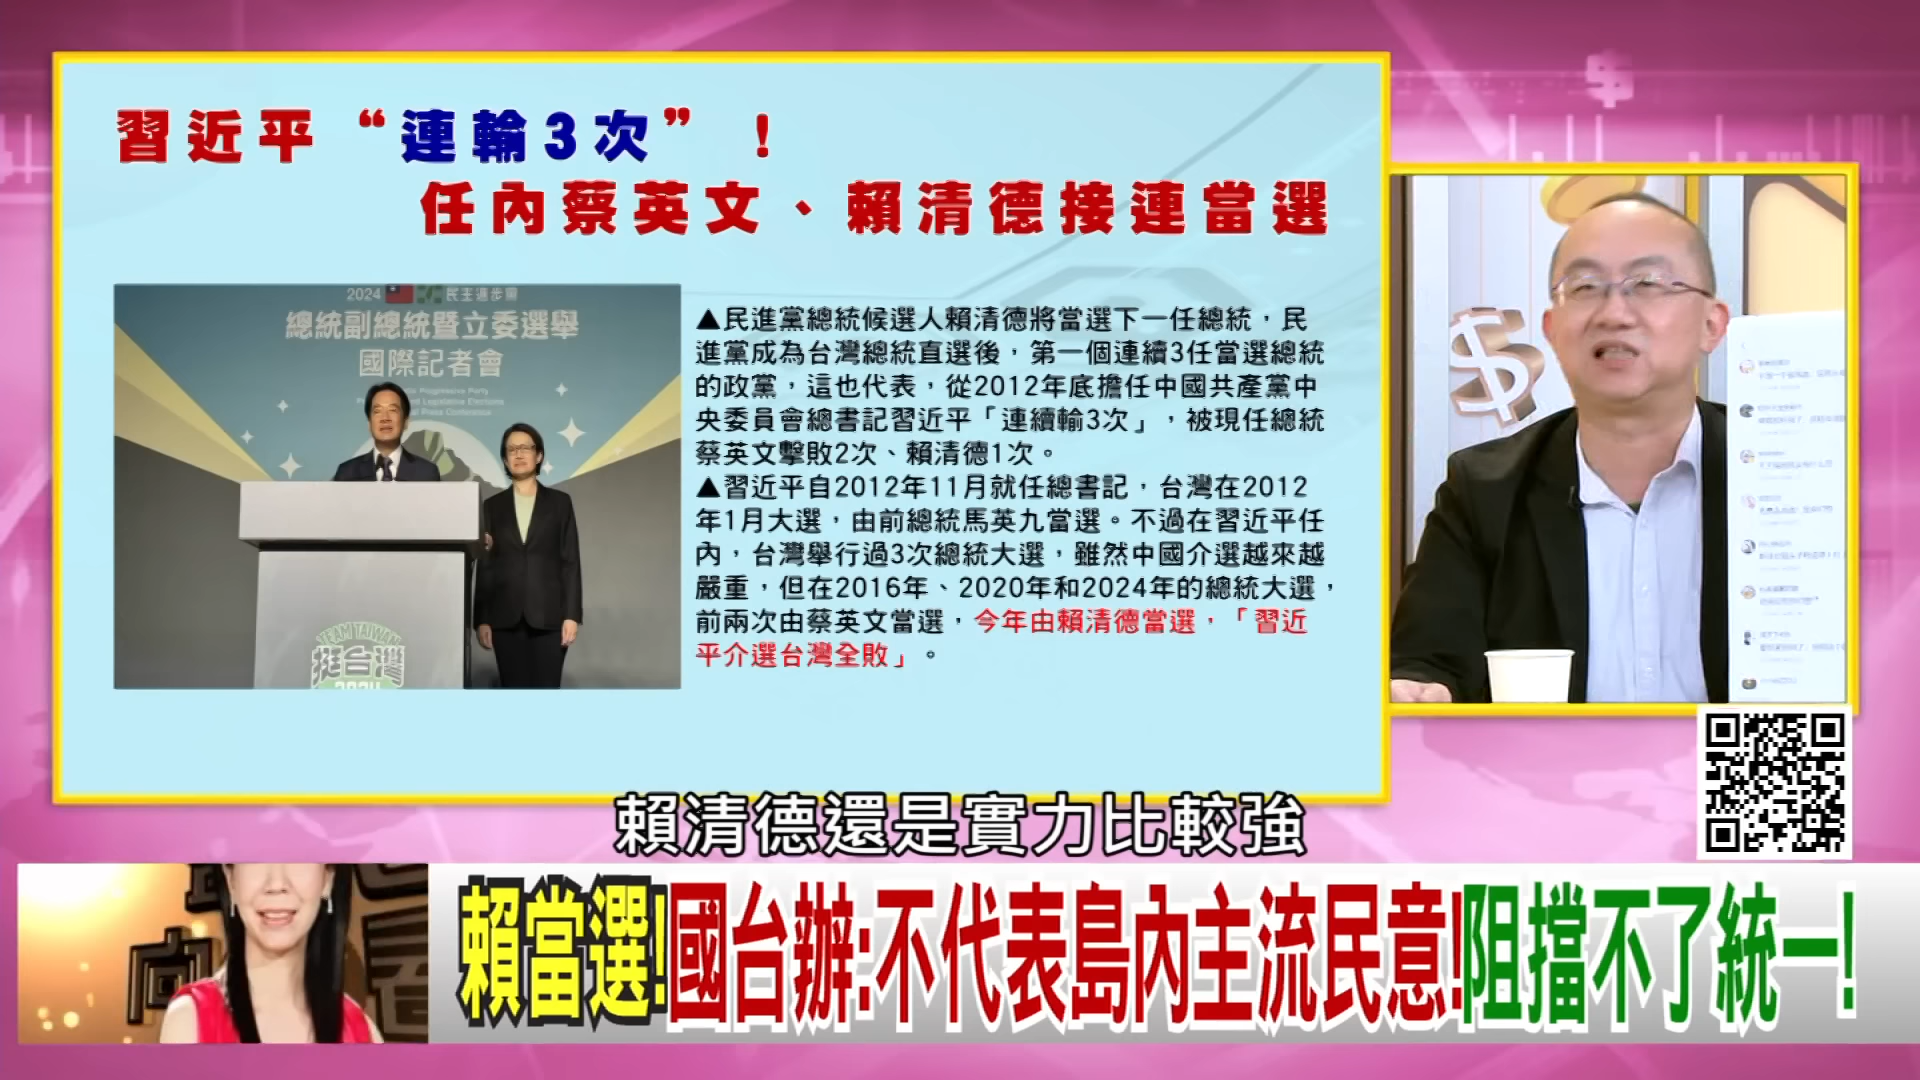 習近平“連輸3次”！
任內蔡英文、賴清德接連當選
2024 民主進步黨
總統副總統暨立委選舉
國際記者會
TEAM TAIWAN
挺台灣
2024
▲民進黨總統候選人賴清德將當選下一任總統，民
進黨成為台灣總統直選後，第一個連續3任當選總統
的政黨，這也代表，從2012年底擔任中國共產黨中
央委員會總書記習近平「連續輸3次」，被現任總統
蔡英文擊敗2次、賴清德1次。
▲習近平自2012年11月就任總書記，台灣在2012
年1月大選，由前總統馬英九當選。不過在習近平任
內，台灣舉行過3次總統大選，雖然中國介選越來越
嚴重，但在2016年、2020年和2024年的總統大選，
前兩次由蔡英文當選，今年由賴清德當選，「習近
平介選台灣全敗」。
賴清德還是實力比較強
賴當選!國台辦:不代表島內主流民意!阻擋不了統一!